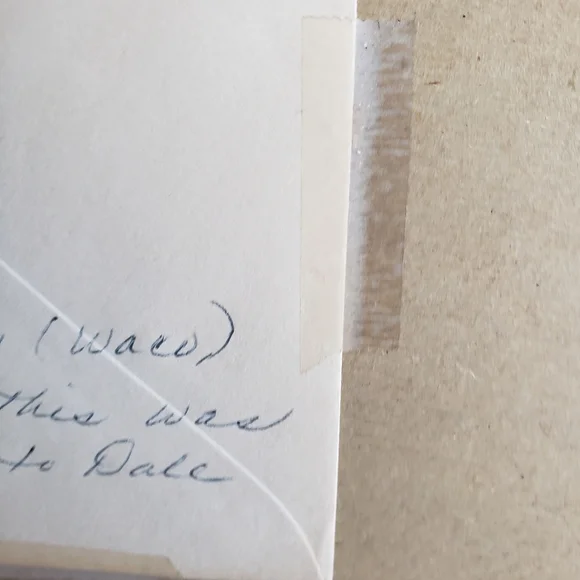 (Waco)
this was
to Dale